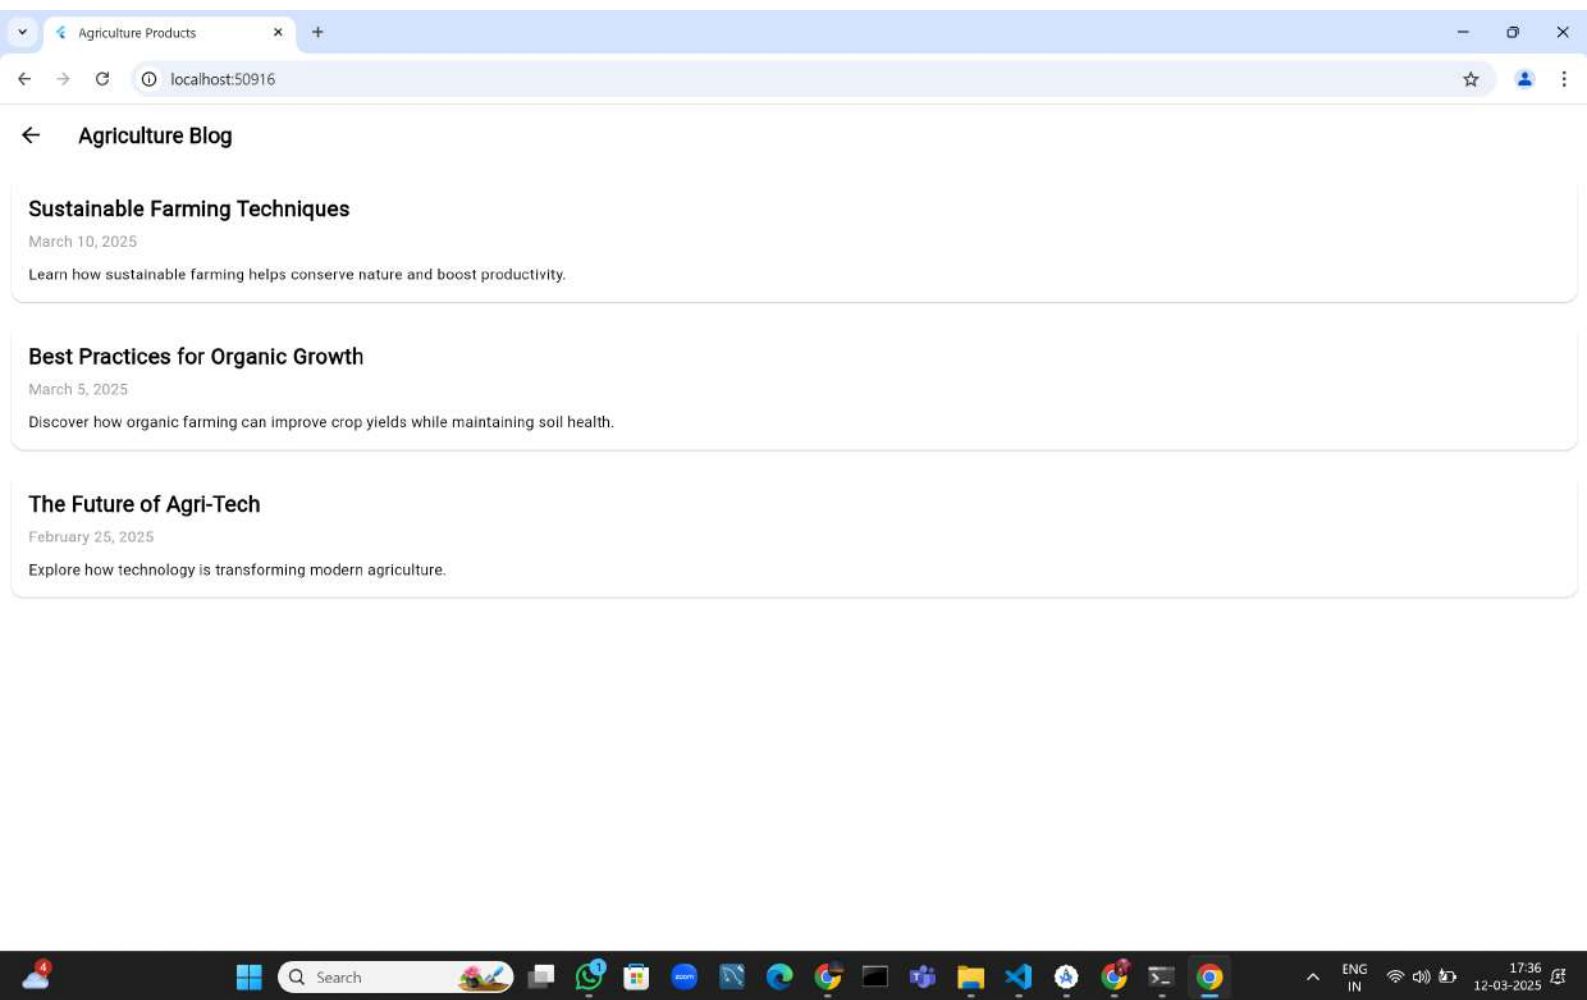 Agriculture Products
localhost:50916
Agriculture Blog
Sustainable Farming Techniques
March 10, 2025
Learn how sustainable farming helps conserve nature and boost productivity.
Best Practices for Organic Growth
March 5, 2025
Discover how organic farming can improve crop yields while maintaining soil health.
The Future of Agri-Tech
February 25, 2025
Explore how technology is transforming modern agriculture.
4
Search
1
zoom
ENG
IN
17:36
12-03-2025